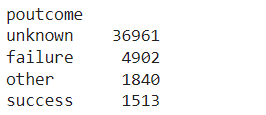 poutcome
unknown    36961
failure     4902
other       1840
success     1513